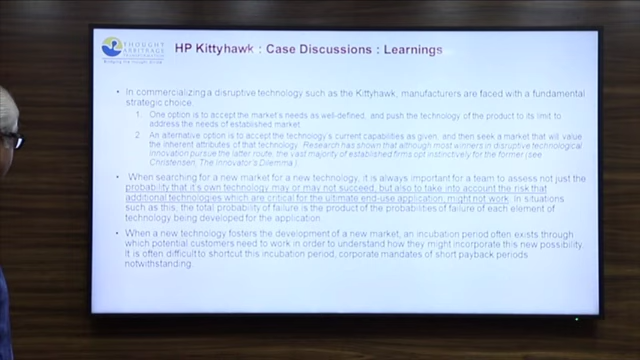 THOUGHT
ARBITRAGE
Bridging the Thought Divide
HP Kittyhawk : Case Discussions : Learnings
• In commercializing a disruptive technology such as the Kittyhawk, manufacturers are faced with a fundamental
strategic choice.
1. One option is to accept the market's needs as well-defined, and push the technology of the product to its limit to
address the needs of established market.
2. An alternative option is to accept the technology's current capabilities as given, and then seek a market that will value
the inherent attributes of that technology. Research has shown that although most winners in disruptive technological
innovation pursue the latter route, the vast majority of established firms opt instinctively for the former (see
Christensen, The Innovator's Dilemma.)
• When searching for a new market for a new technology, it is always important for a team to assess not just the
probability that it's own technology may or may not succeed, but also to take into account the risk that
additional technologies which are critical for the ultimate end-use application, might not work. In situations
such as this, the total probability of failure is the product of the probabilities of failure of each element of
technology being developed for the application.
• When a new technology fosters the development of a new market, an incubation period often exists through
which potential customers need to work in order to understand how they might incorporate this new possibility.
It is often difficult to shortcut this incubation period, corporate mandates of short payback periods
notwithstanding.